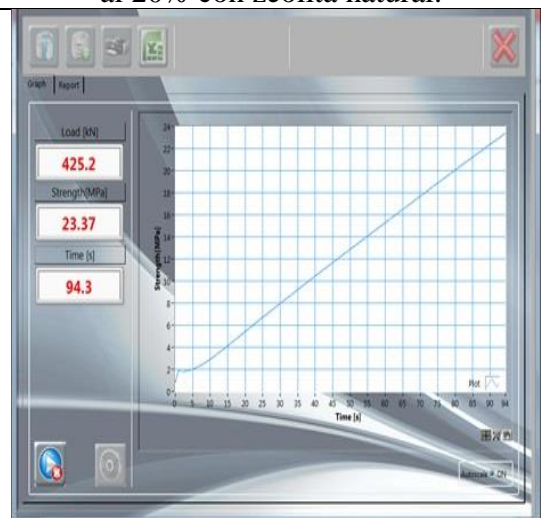 al 20% con zeolita natural.
Graph Report
Load [kN]
425.2
Strength[MPa]
23.37
Time [s]
94.3
Strength[MPa]
24
22
20
18
16
14
12
10
8
6
4
2
0
0 5 10 15 20 25 30 35 40 45 50 55 60 65 70 75 80 85 90 94
Time [s]
Plot
Autoscale = ON